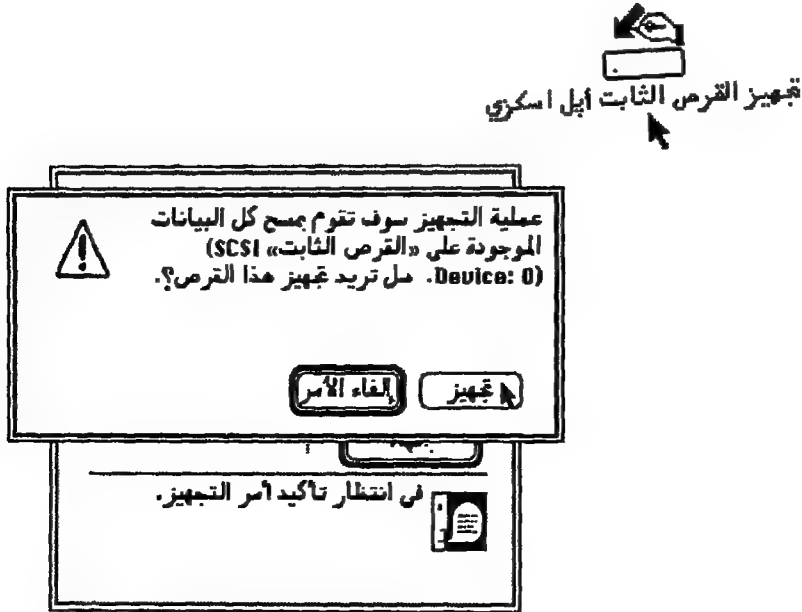 تجهيز القرص الثابت أپل اسكزي
عملية التجهيز سوف تقوم بمسح كل البيانات
الموجودة على «القرص الثابت» SCSI)
Device: 0). هل تريد تجهيز هذا القرص؟.
تجهيز
إلغاء الأمر
في انتظار تأكيد أمر التجهيز.